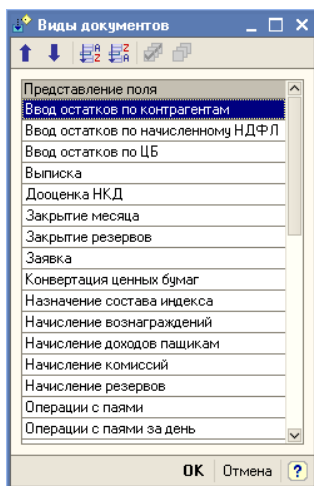 Виды документов
Представление поля
Ввод остатков по контрагентам
Ввод остатков по начисленному НДФЛ
Ввод остатков по ЦБ
Выписка
Дооценка НКД
Закрытие месяца
Закрытие резервов
Заявка
Конвертация ценных бумаг
Назначение состава индекса
Начисление вознаграждений
Начисление доходов пащикам
Начисление комиссий
Начисление резервов
Операции с паями
Операции с паями за день
OK Отмена ?